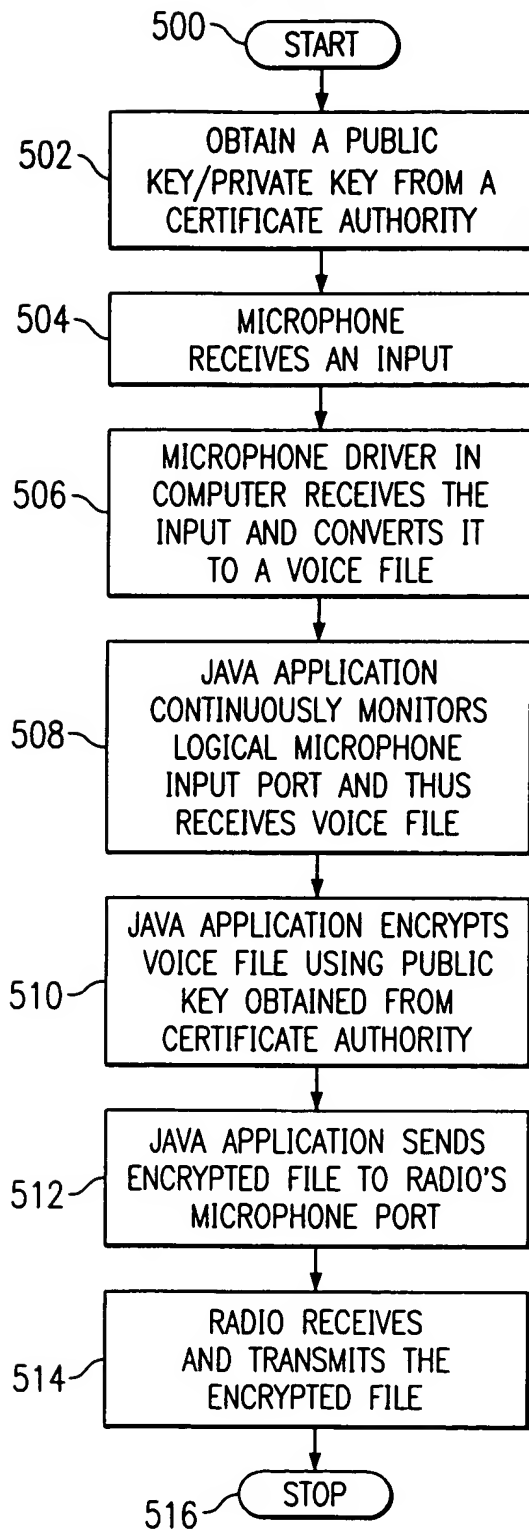 500
START
502
OBTAIN A PUBLIC
KEY/PRIVATE KEY FROM A
CERTIFICATE AUTHORITY
504
MICROPHONE
RECEIVES AN INPUT
506
MICROPHONE DRIVER IN
COMPUTER RECEIVES THE
INPUT AND CONVERTS IT
TO A VOICE FILE
508
JAVA APPLICATION
CONTINUOUSLY MONITORS
LOGICAL MICROPHONE
INPUT PORT AND THUS
RECEIVES VOICE FILE
510
JAVA APPLICATION ENCRYPTS
VOICE FILE USING PUBLIC
KEY OBTAINED FROM
CERTIFICATE AUTHORITY
512
JAVA APPLICATION SENDS
ENCRYPTED FILE TO RADIO'S
MICROPHONE PORT
514
RADIO RECEIVES
AND TRANSMITS THE
ENCRYPTED FILE
516
STOP